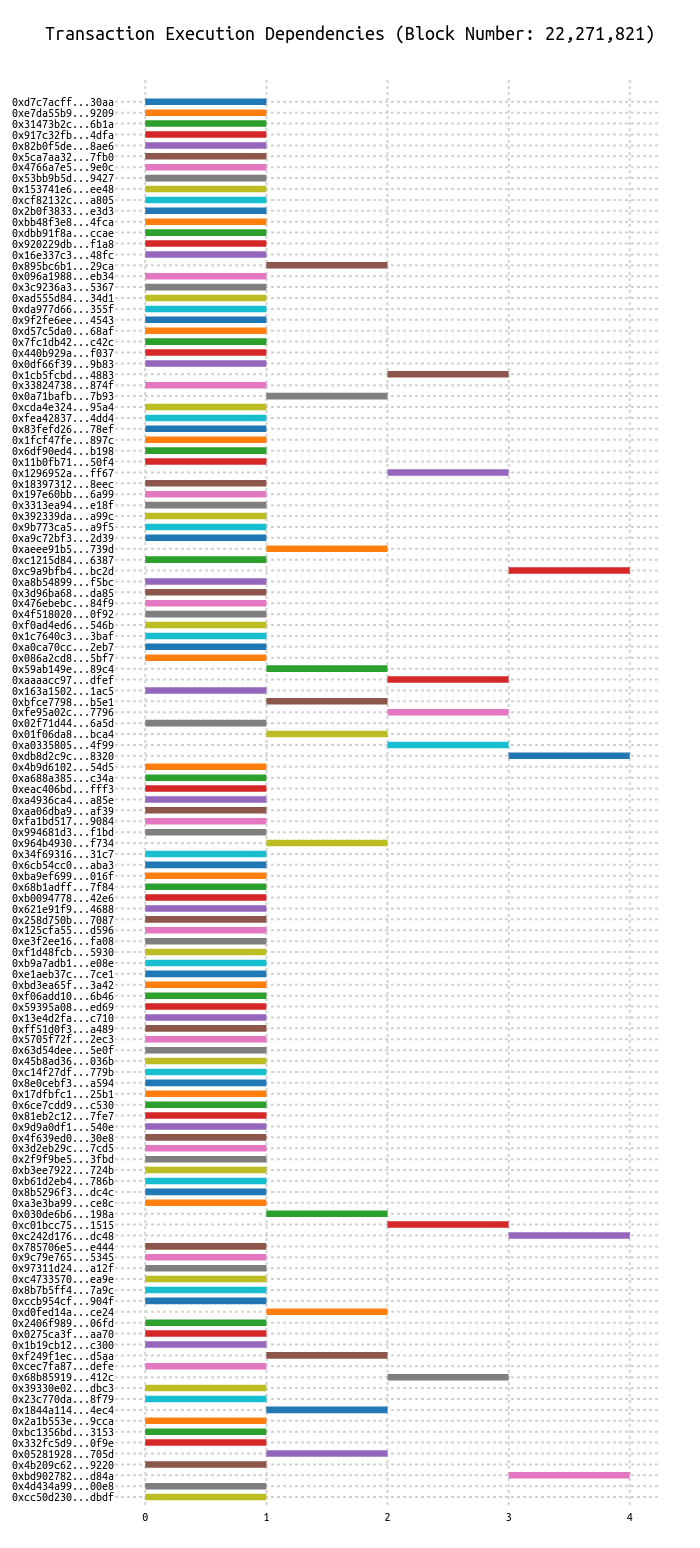 Transaction Execution Dependencies (Block Number: 22,271,821)
0xd7c7acff...30aa
0xe7da55b9...9209
0x31473b2c...6b1a
0x917c32fb...4dfa
0x82b0f5de...8ae6
0x5ca7aa32...7fb0
0x4766a7e5...9e0c
0x53bb9b5d...9427
0x153741e6...ee48
0xcf82132c...a805
0x2b0f3833...e3d3
0xbb48f3e8...4fca
0xdbb91f8a...ccae
0x920229db...f1a8
0x16e337c3...48fc
0x895bc6b1...29ca
0x096a1988...eb34
0x3c9236a3...5367
0xad555d84...34d1
0xda977d66...355f
0x9f2fe6ee...4543
0xd57c5da0...68af
0x7fc1db42...c42c
0x440b929a...f037
0x0df66f39...9b83
0x1cb5fcbd...4883
0x33824738...874f
0x0a71bafb...7b93
0xcda4e324...95a4
0xfea42837...4dd4
0x83fefd26...78ef
0x1fcf47fe...897c
0x6df90ed4...b198
0x11b0fb71...50f4
0x1296952a...ff67
0x18397312...8eec
0x197e60bb...6a99
0x3313ea94...e18f
0x392339da...a99c
0x9b773ca5...a9f5
0xa9c72bf3...2d39
0xaeee91b5...739d
0xc1215d84...6387
0xc9a9bfb4...bc2d
0xa8b54899...f5bc
0x3d96ba68...da85
0x476ebebc...84f9
0x4f518020...0f92
0xf0ad4ed6...546b
0x1c7640c3...3baf
0xa0ca70cc...2eb7
0x086a2cd8...5bf7
0x59ab149e...89c4
0xaaaacc97...dfef
0x163a1502...1ac5
0xbfce7798...b5e1
0xfe95a02c...7796
0x02f71d44...6a5d
0x01f06da8...bca4
0xa0335805...4f99
0xdb8d2c9c...8320
0x4b9d6102...54d5
0xa688a385...c34a
0xeac406bd...fff3
0xa4936ca4...a85e
0xaa06dba9...af39
0xfa1bd517...9084
0x994681d3...f1bd
0x964b4930...f734
0x34f69316...31c7
0x6cb54cc0...aba3
0xba9ef699...016f
0x68b1adff...7f84
0xb0094778...42e6
0x621e91f9...4688
0x258d750b...7087
0x125cfa55...d596
0xe3f2ee16...fa08
0xf1d48fcb...5930
0xb9a7adb1...e08e
0xe1aeb37c...7ce1
0xbd3ea65f...3a42
0xf06add10...6b46
0x59395a08...ed69
0x13e4d2fa...c710
0xff51d0f3...a489
0x5705f72f...2ec3
0x63d54dee...5e0f
0x45b8ad36...036b
0xc14f27df...779b
0x8e0cebf3...a594
0x17dfbfc1...25b1
0x6ce7cdd9...c530
0x81eb2c12...7fe7
0x9d9a0df1...540e
0x4f639ed0...30e8
0x3d2eb29c...7cd5
0x2f9f9be5...3fbd
0xb3ee7922...724b
0xb61d2eb4...786b
0x8b5296f3...dc4c
0xa3e3ba99...ce8c
0x030de6b6...198a
0xc01bcc75...1515
0xc242d176...dc48
0x785706e5...e444
0x9c79e765...5345
0x97311d24...a12f
0xc4733570...ea9e
0x8b7b5ff4...7a9c
0xccb954cf...904f
0xd0fed14a...ce24
0x2406f989...06fd
0x0275ca3f...aa70
0x1b19cb12...c300
0xf249f1ec...d5aa
0xcec7fa87...defe
0x68b85919...412c
0x39330e02...dbc3
0x23c770da...8f79
0x1844a114...4ec4
0x2a1b553e...9cca
0xbc1356bd...3153
0x332fc5d9...0f9e
0x05281928...705d
0x4b209c62...9220
0xbd902782...d84a
0x4d434a99...00e8
0xcc50d230...dbdf
0 1 2 3 4